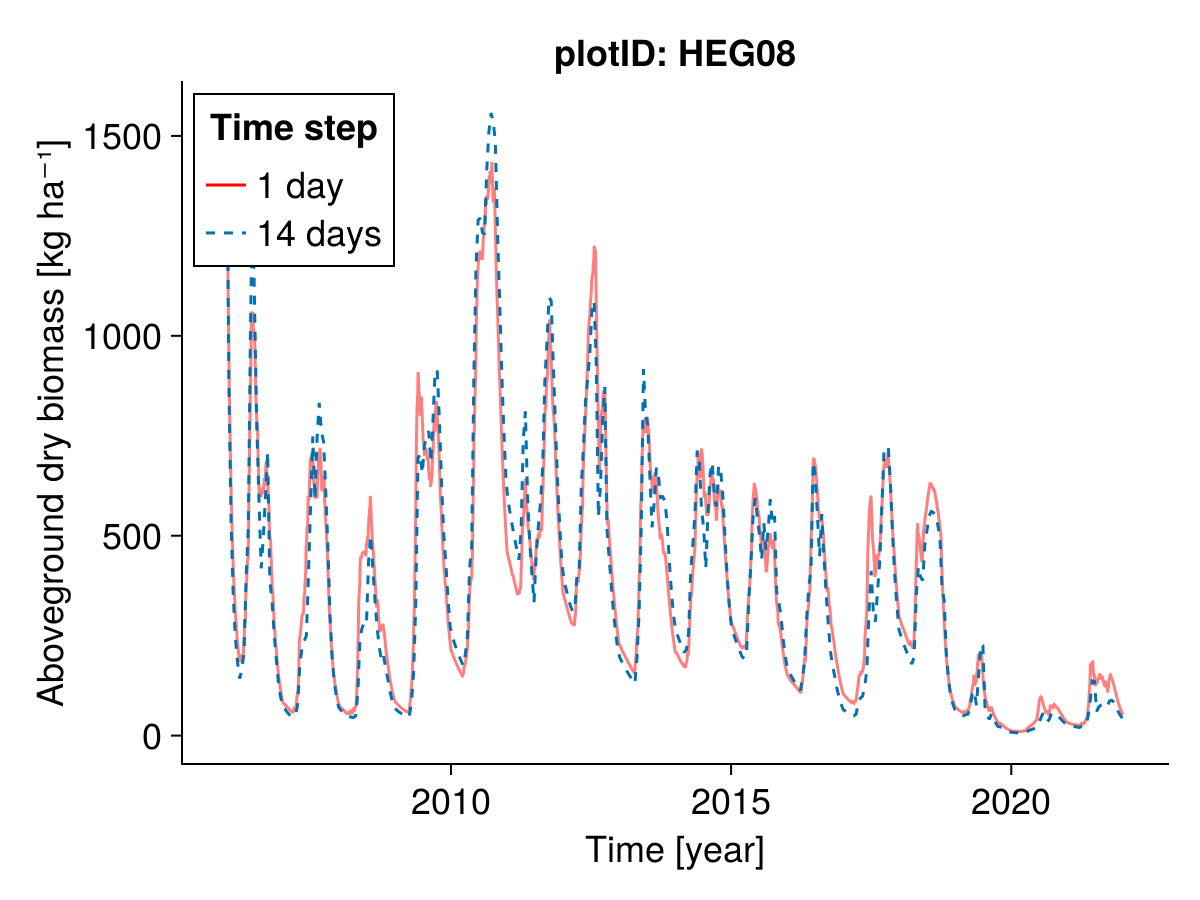 plotID: HEG08
Time step
1 day
14 days
Aboveground dry biomass [kg ha⁻¹]
1500
1000
500
0
2010
2015
2020
Time [year]